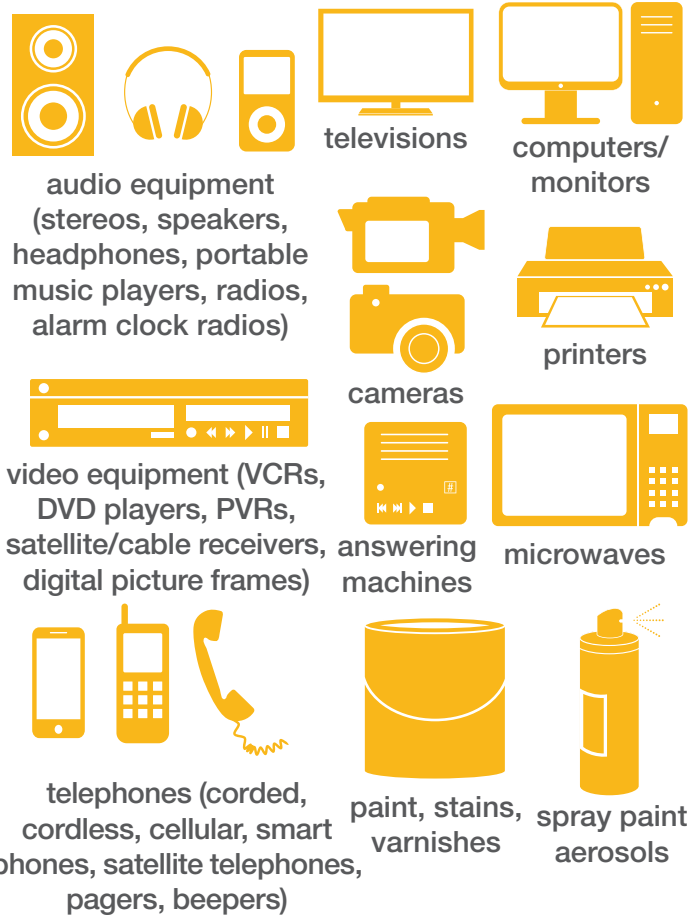 televisions
computers/
monitors
audio equipment
(stereos, speakers,
headphones, portable
music players, radios,
alarm clock radios)
cameras
printers
video equipment (VCRs,
DVD players, PVRs,
satellite/cable receivers,
digital picture frames)
#
answering
machines
microwaves
telephones (corded,
cordless, cellular, smart
phones, satellite telephones,
pagers, beepers)
paint, stains,
varnishes
spray paint
aerosols